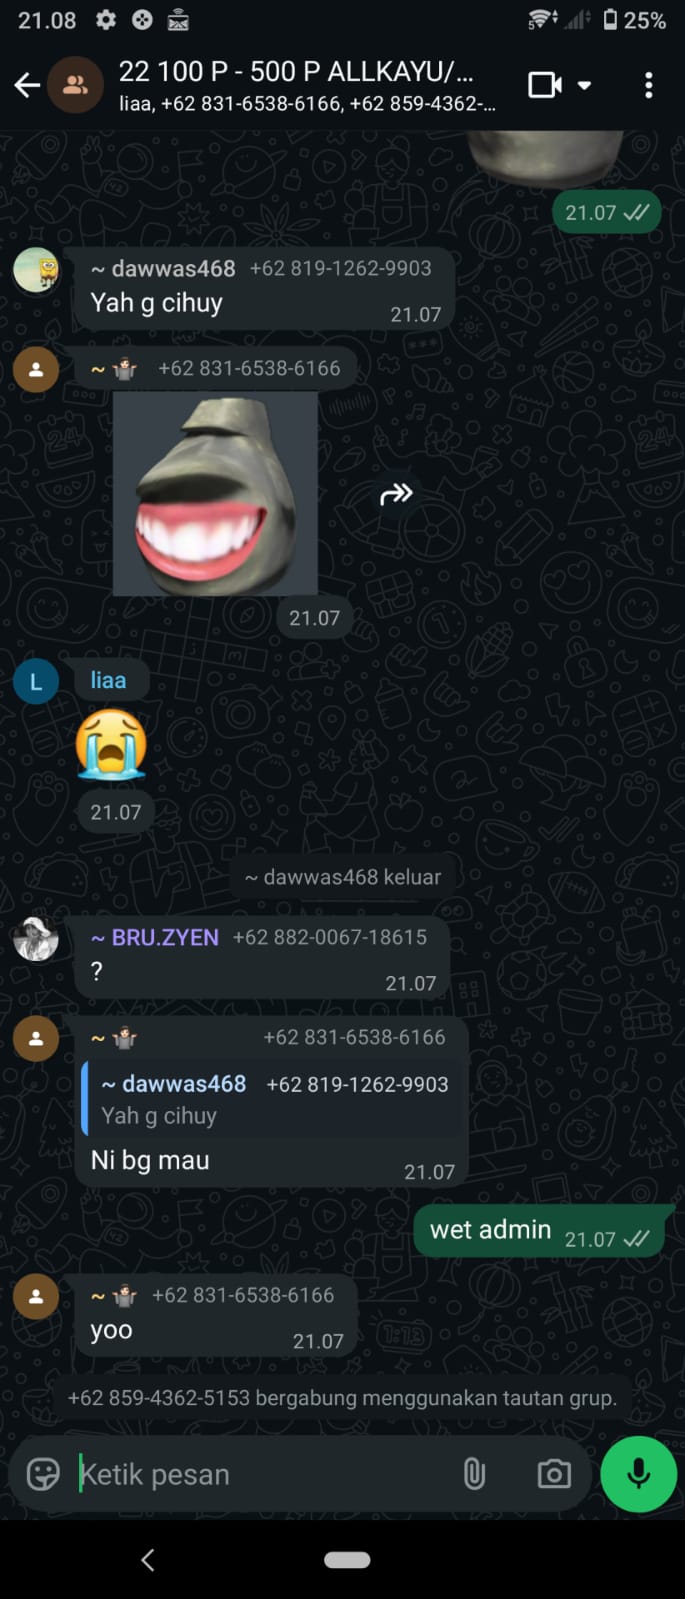 21.08
25%
22 100 P - 500 P ALLKAYU/...
liaa, +62 831-6538-6166, +62 859-4362-...
21.07
~ dawwas468 +62 819-1262-9903
Yah g cihuy
21.07
~ 🤷🏻‍♂️ +62 831-6538-6166
21.07
L
liaa
😭
21.07
~ dawwas468 keluar
~ BRU.ZYEN +62 882-0067-18615
?
21.07
~ 🤷🏻‍♂️ +62 831-6538-6166
~ dawwas468 +62 819-1262-9903
Yah g cihuy
Ni bg mau
21.07
wet admin 21.07
~ 🤷🏻‍♂️ +62 831-6538-6166
yoo
21.07
+62 859-4362-5153 bergabung menggunakan tautan grup.
Ketik pesan